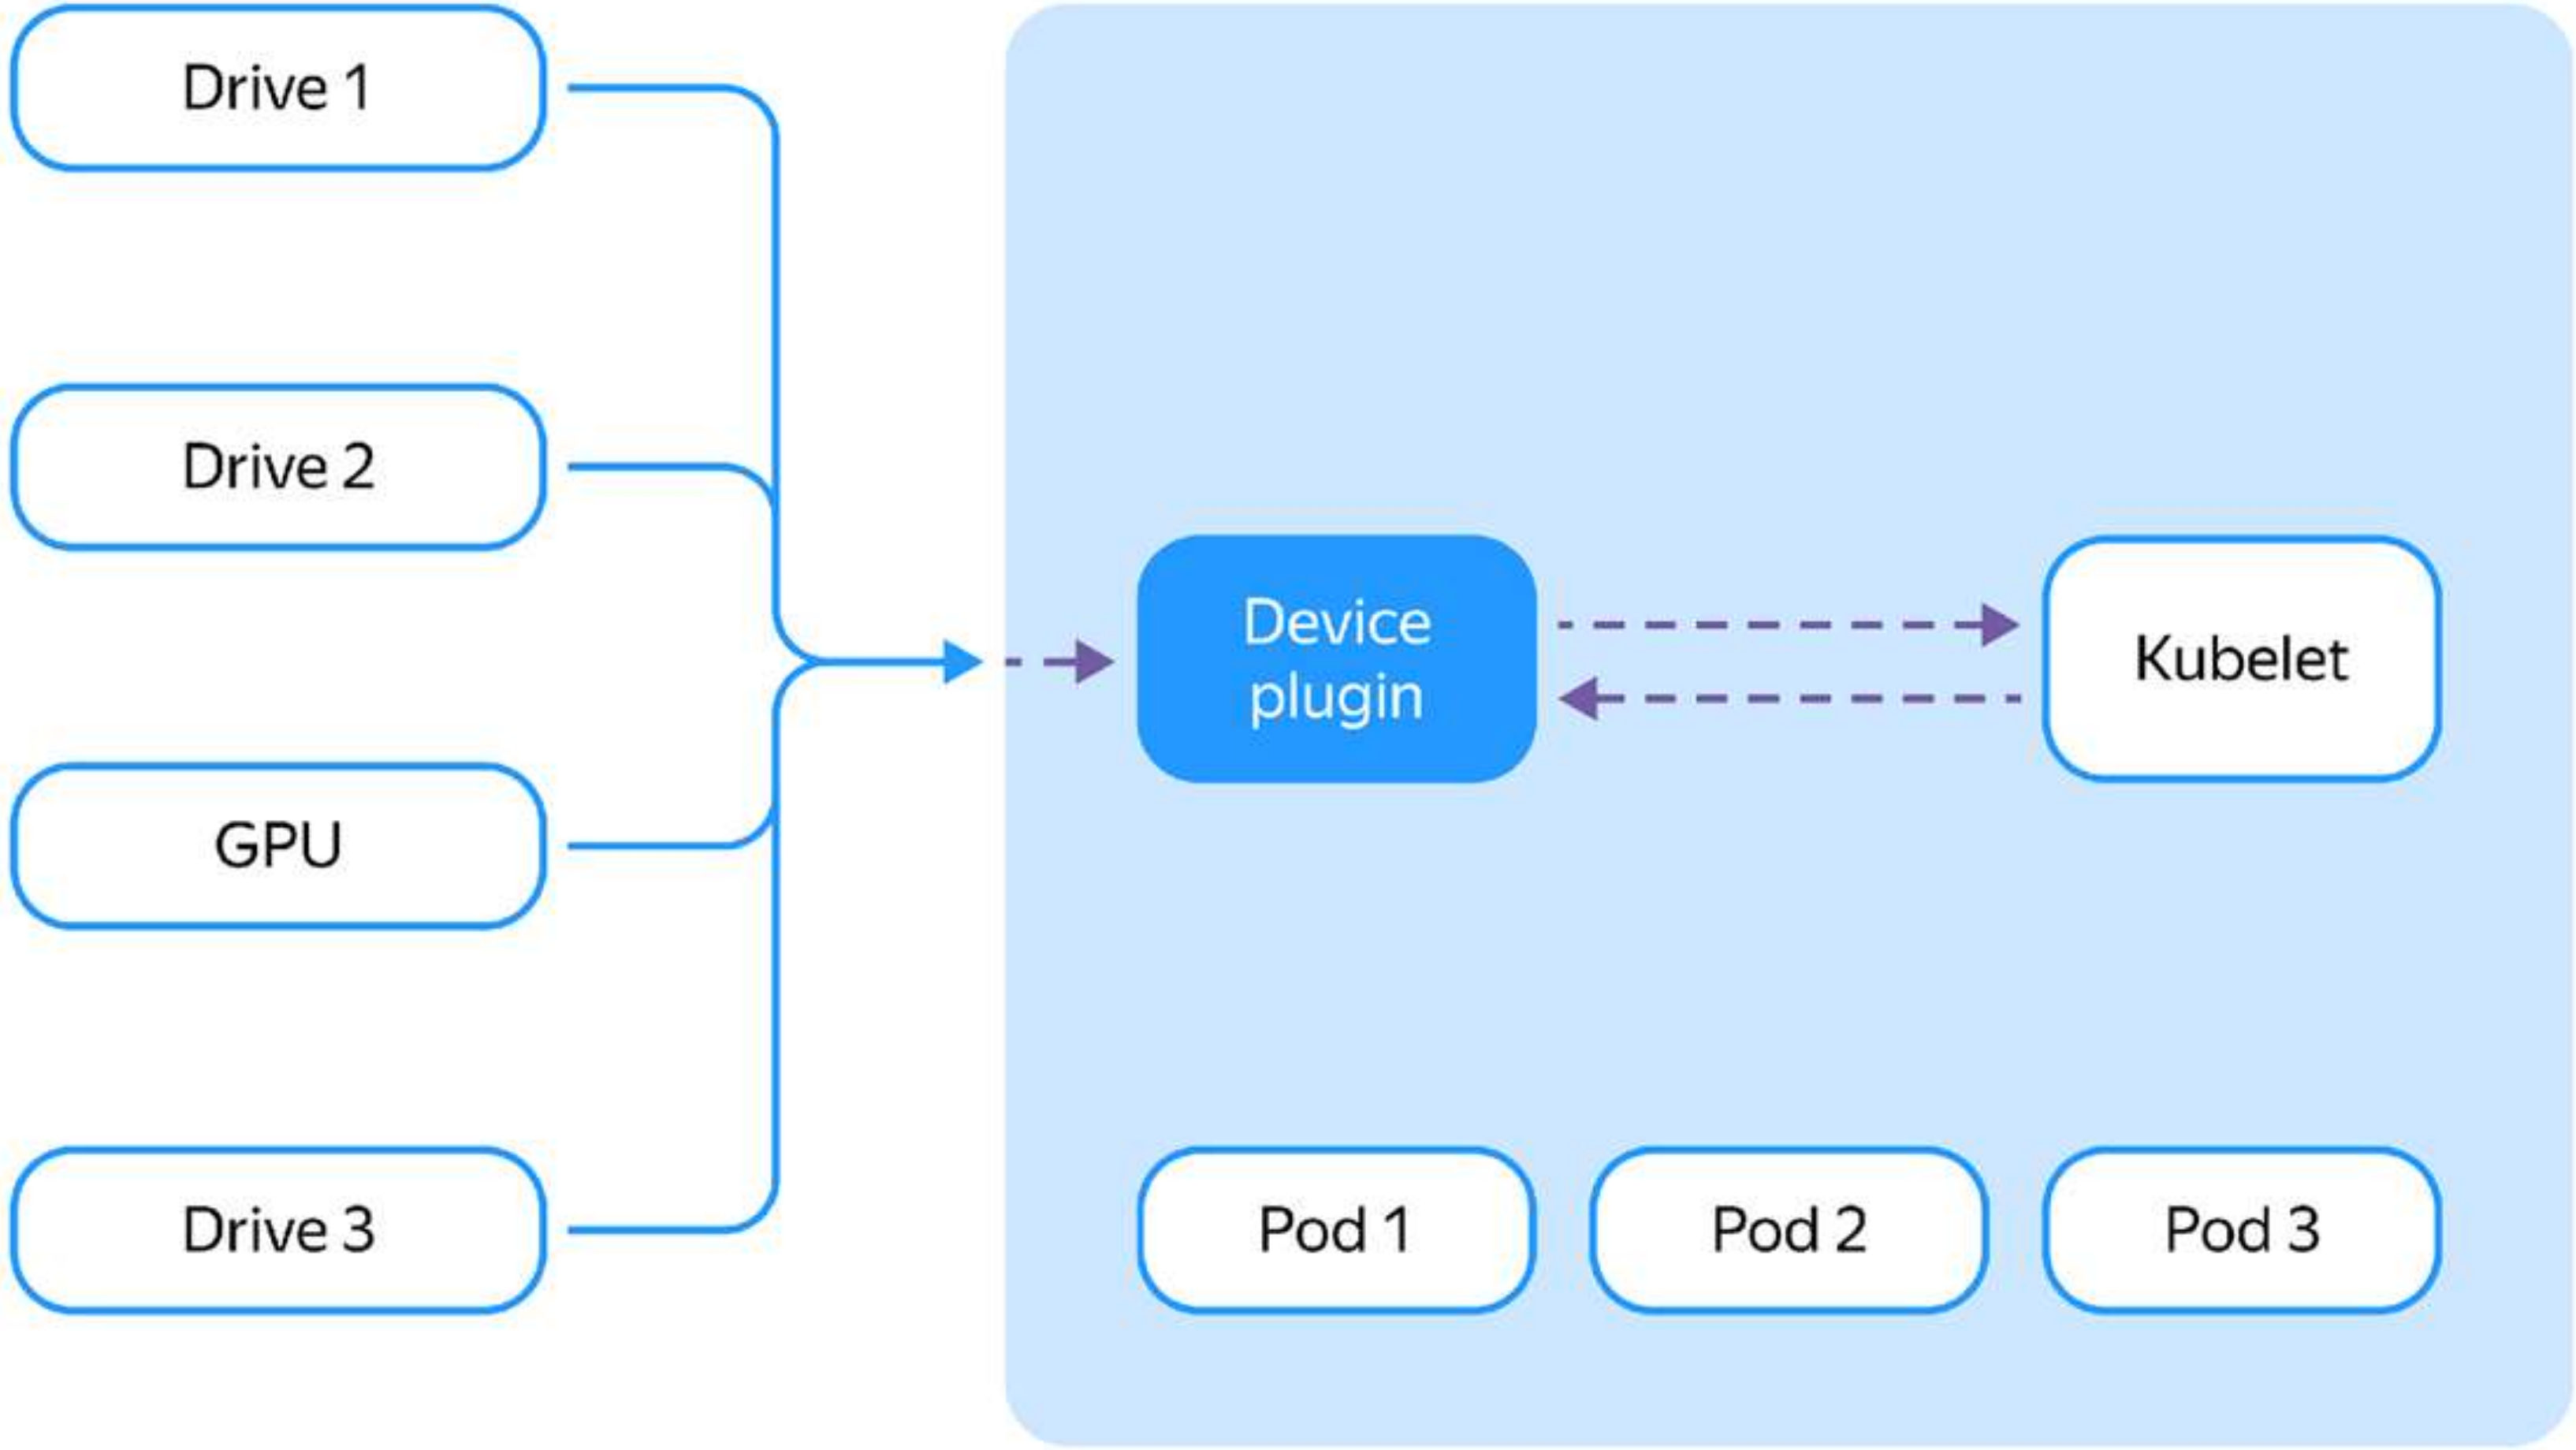 Drive 1
Drive 2
GPU
Drive 3
Device
plugin
Kubelet
Pod 1
Pod 2
Pod 3